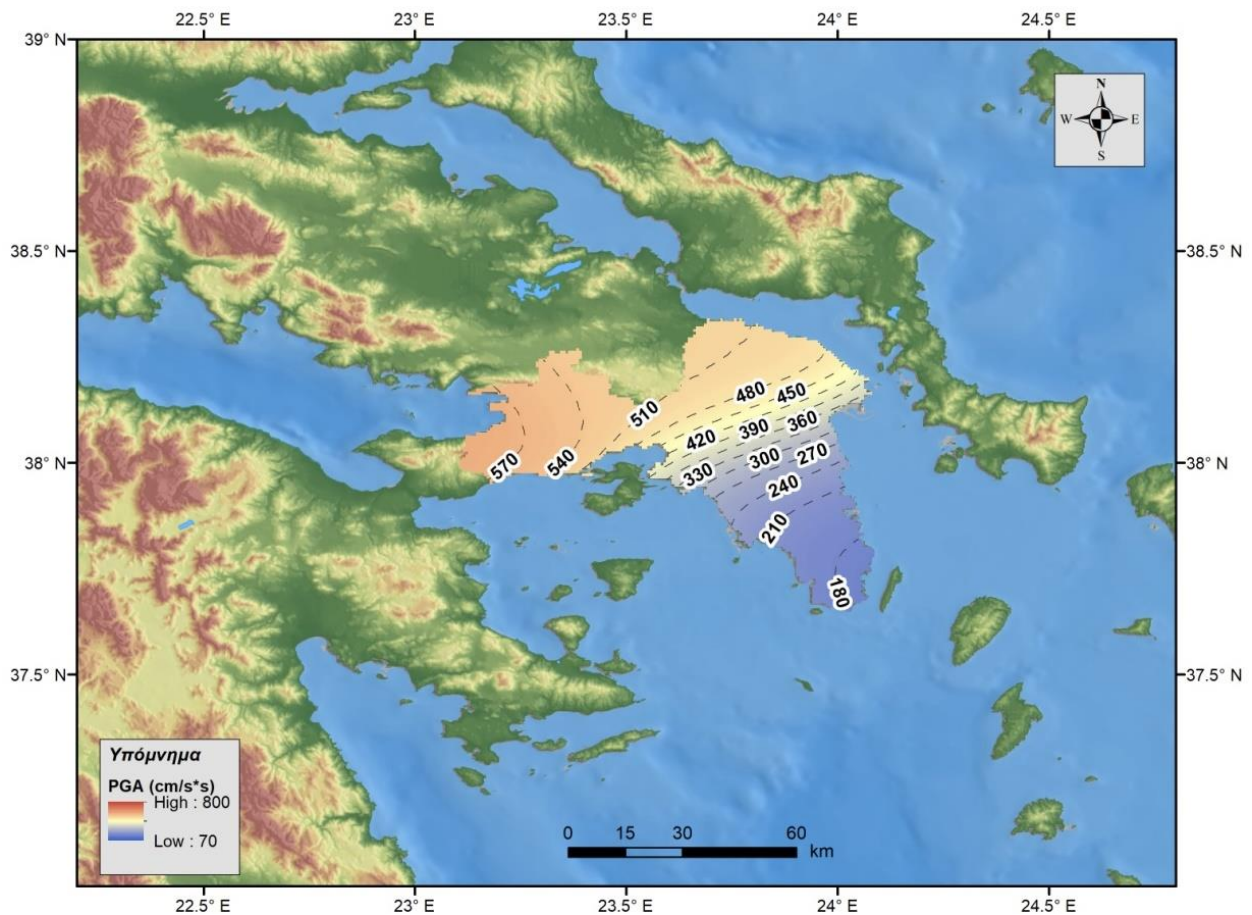 22.5° E 23° E 23.5° E 24° E 24.5° E
39° N
N
W E
S
38.5° N 38.5° N
510 480 450
420 390 360
38° N 570 540 330 300 270 38° N
240
210
180
37.5° N 37.5° N
Υπόμνημα
PGA (cm/s*s)
High : 800
Low : 70
0 15 30 60
km
22.5° E 23° E 23.5° E 24° E 24.5° E